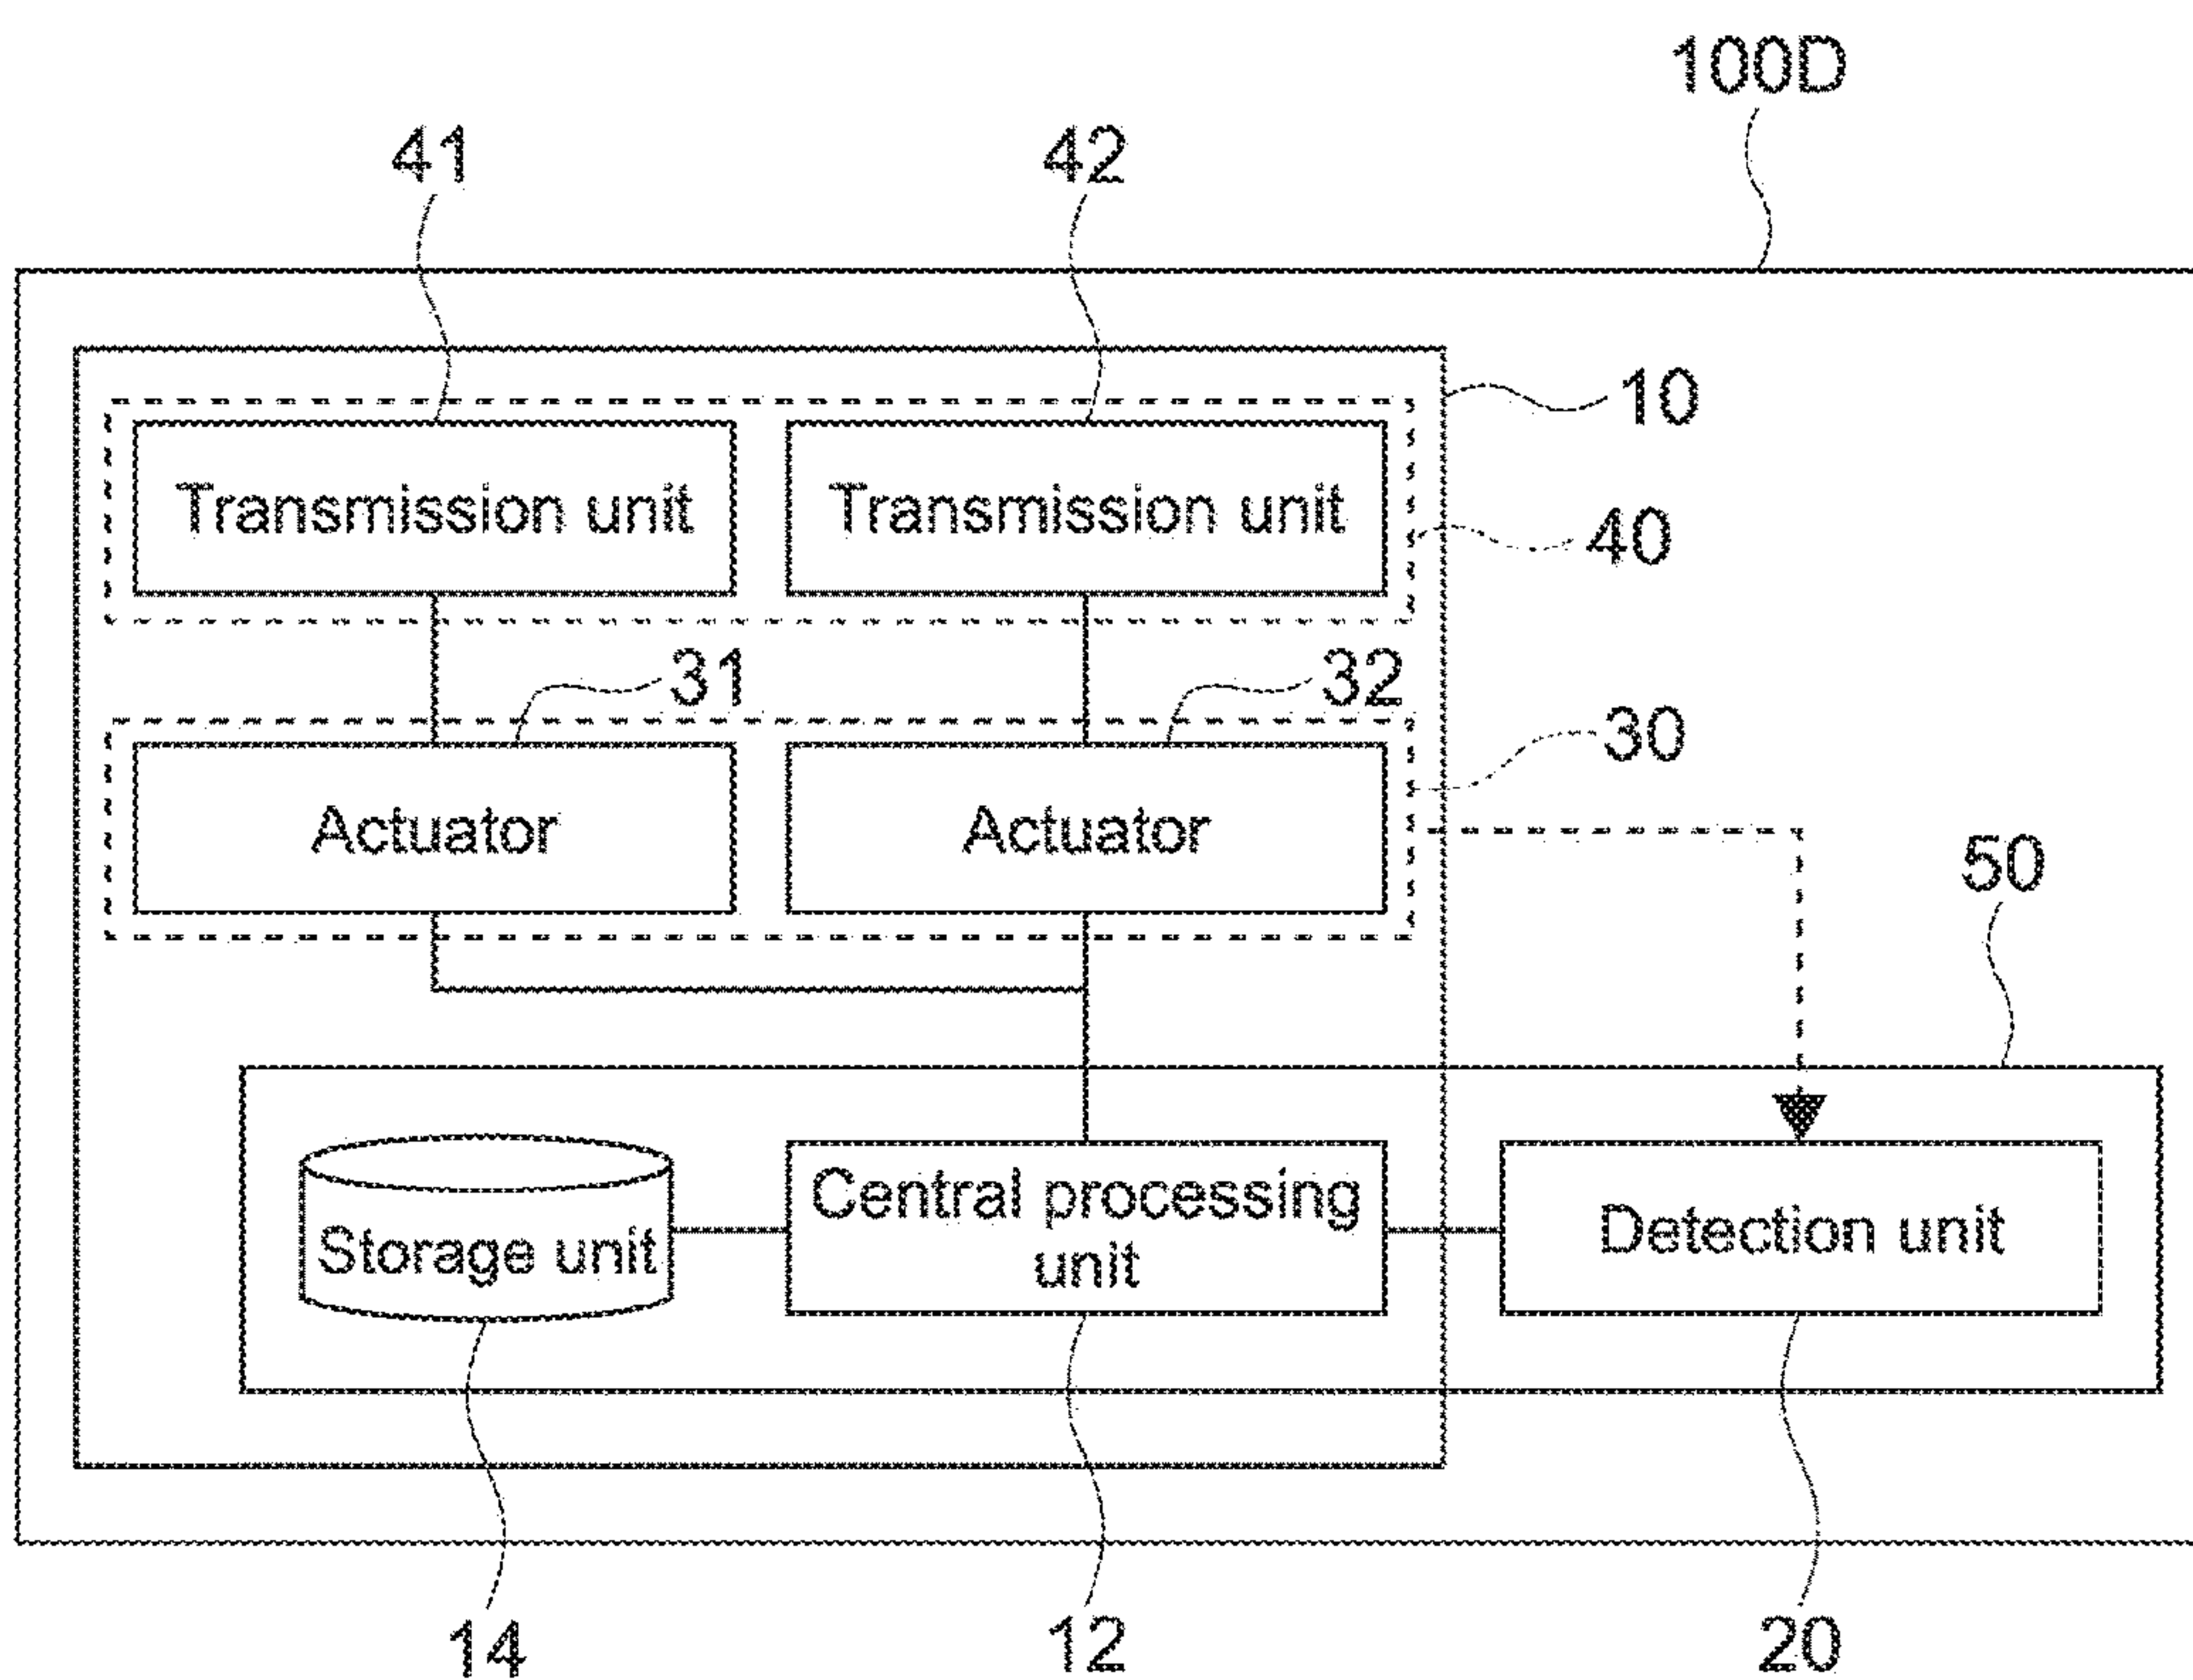 100D
41
42
10
Transmission unit
Transmission unit
40
31
32
30
Actuator
Actuator
50
Storage unit
Central processing
unit
Detection unit
14
12
20